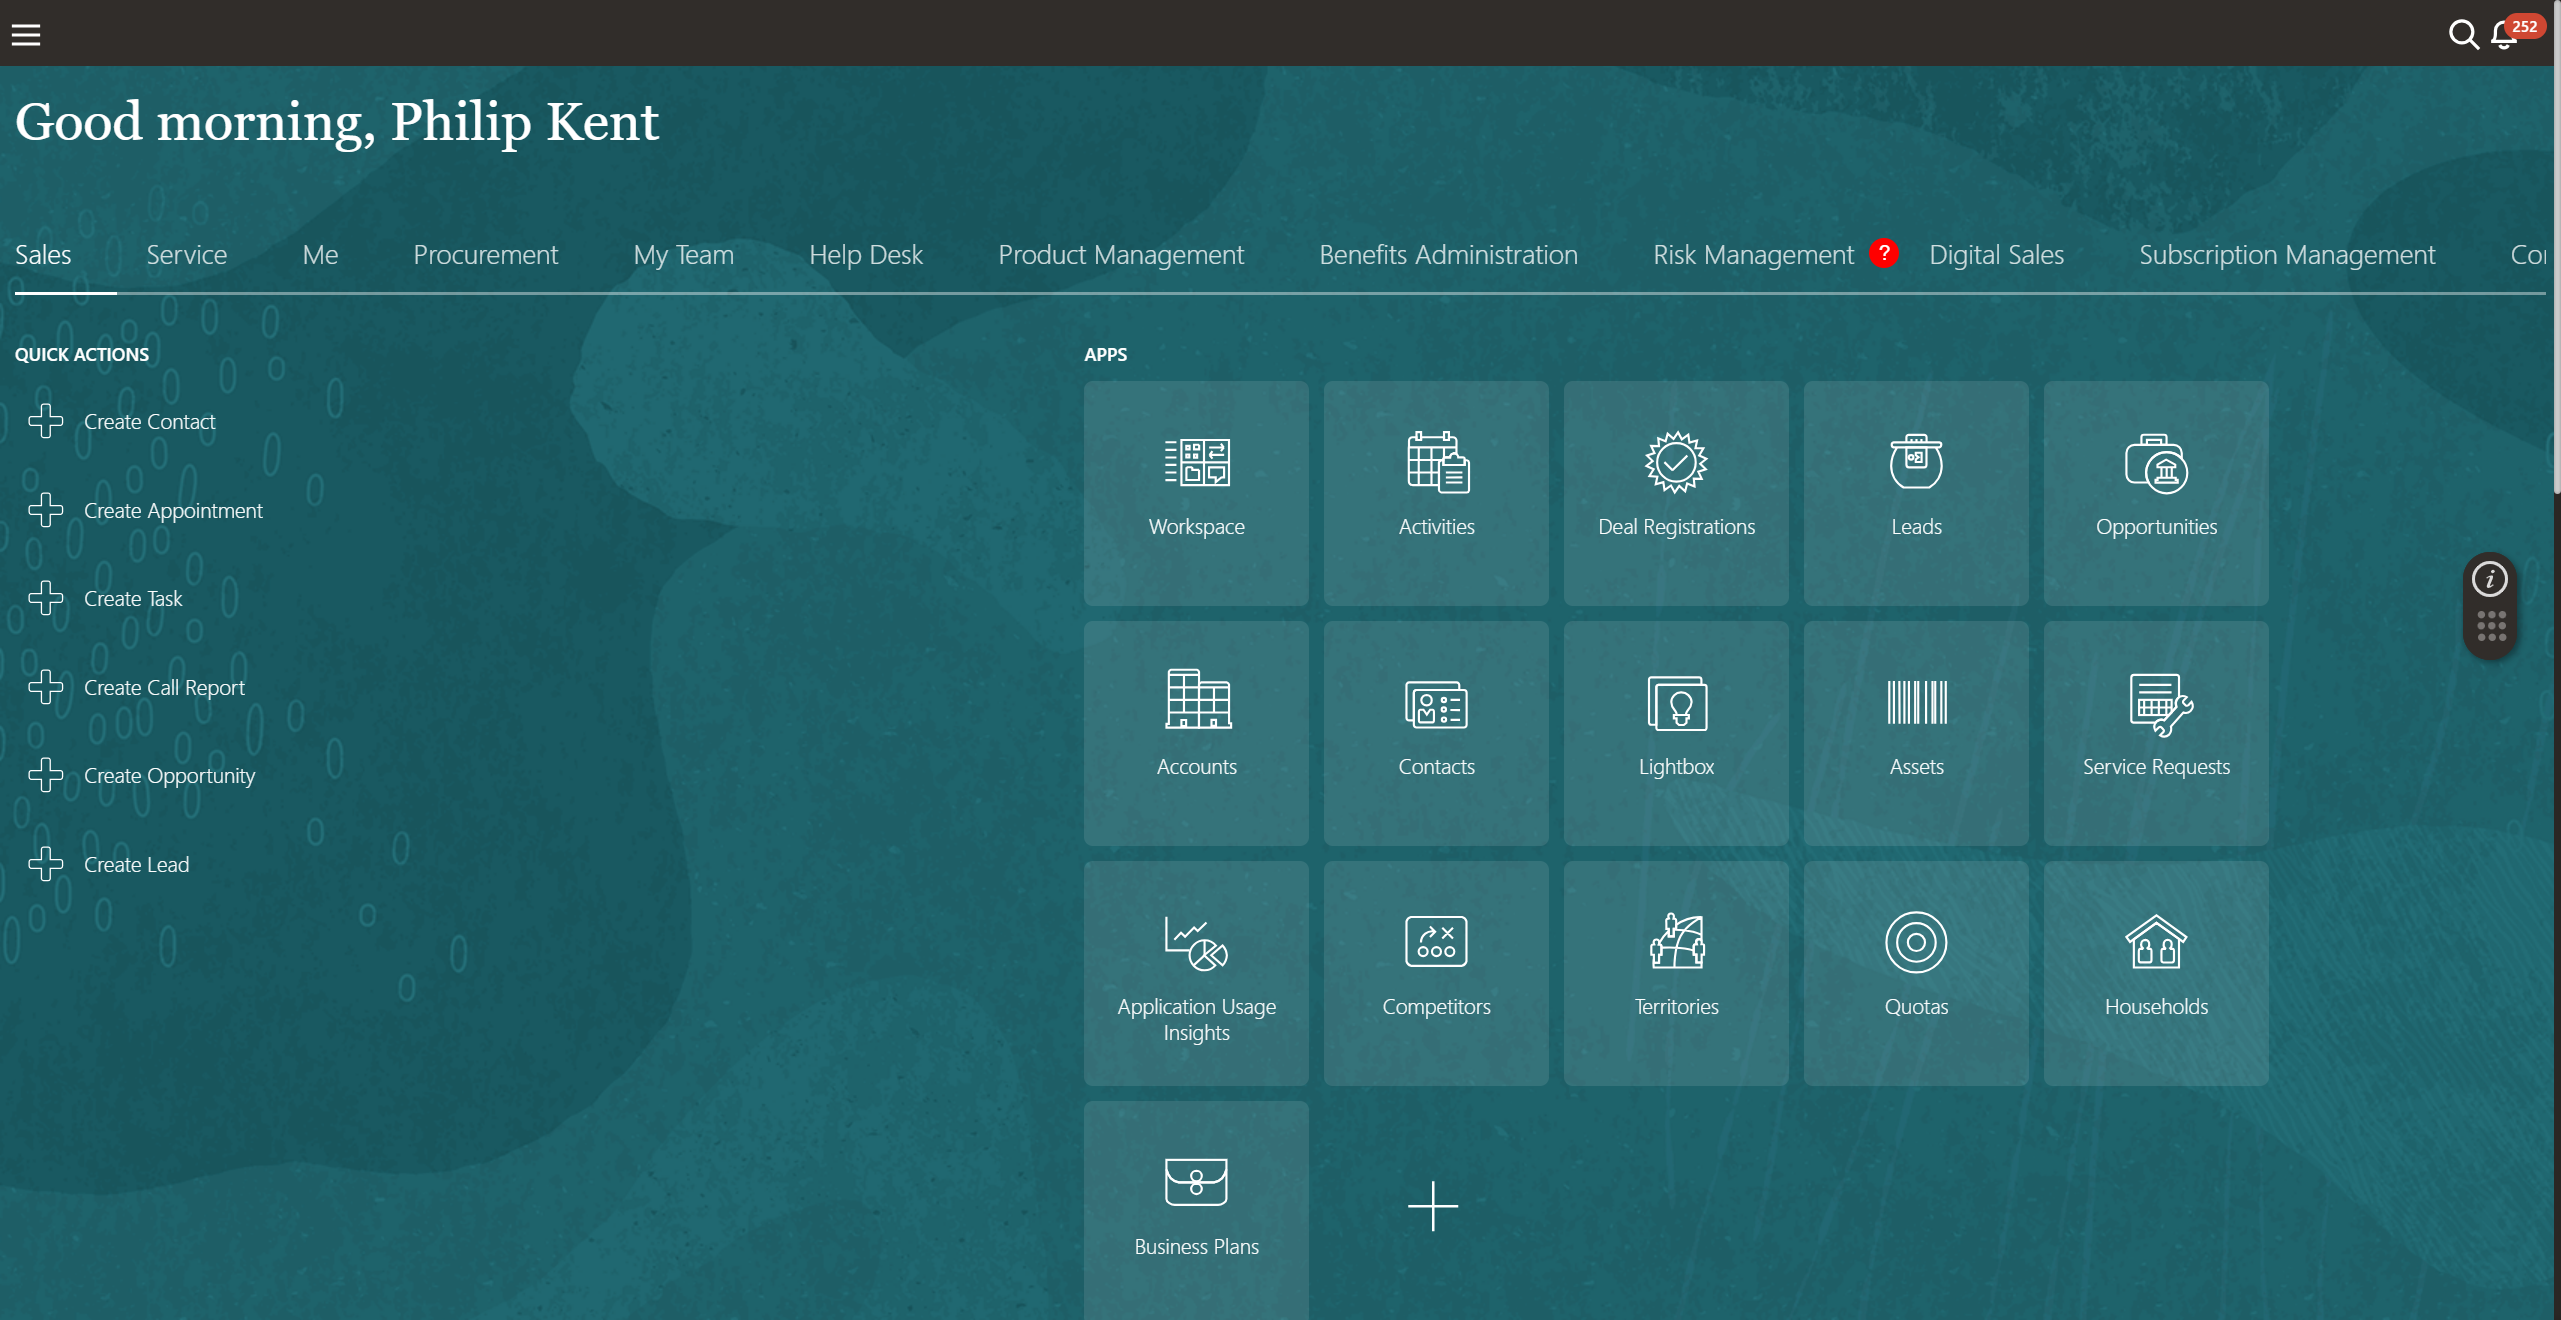 252
Good morning, Philip Kent
Sales Service Me Procurement My Team Help Desk Product Management Benefits Administration Risk Management ? Digital Sales Subscription Management
QUICK ACTIONS
Create Contact
Create Appointment
Create Task
Create Call Report
Create Opportunity
Create Lead
APPS
Workspace Activities Deal Registrations Leads Opportunities
Accounts Contacts Lightbox Assets Service Requests
Application Usage
Insights
Competitors Territories Quotas Households
Business Plans